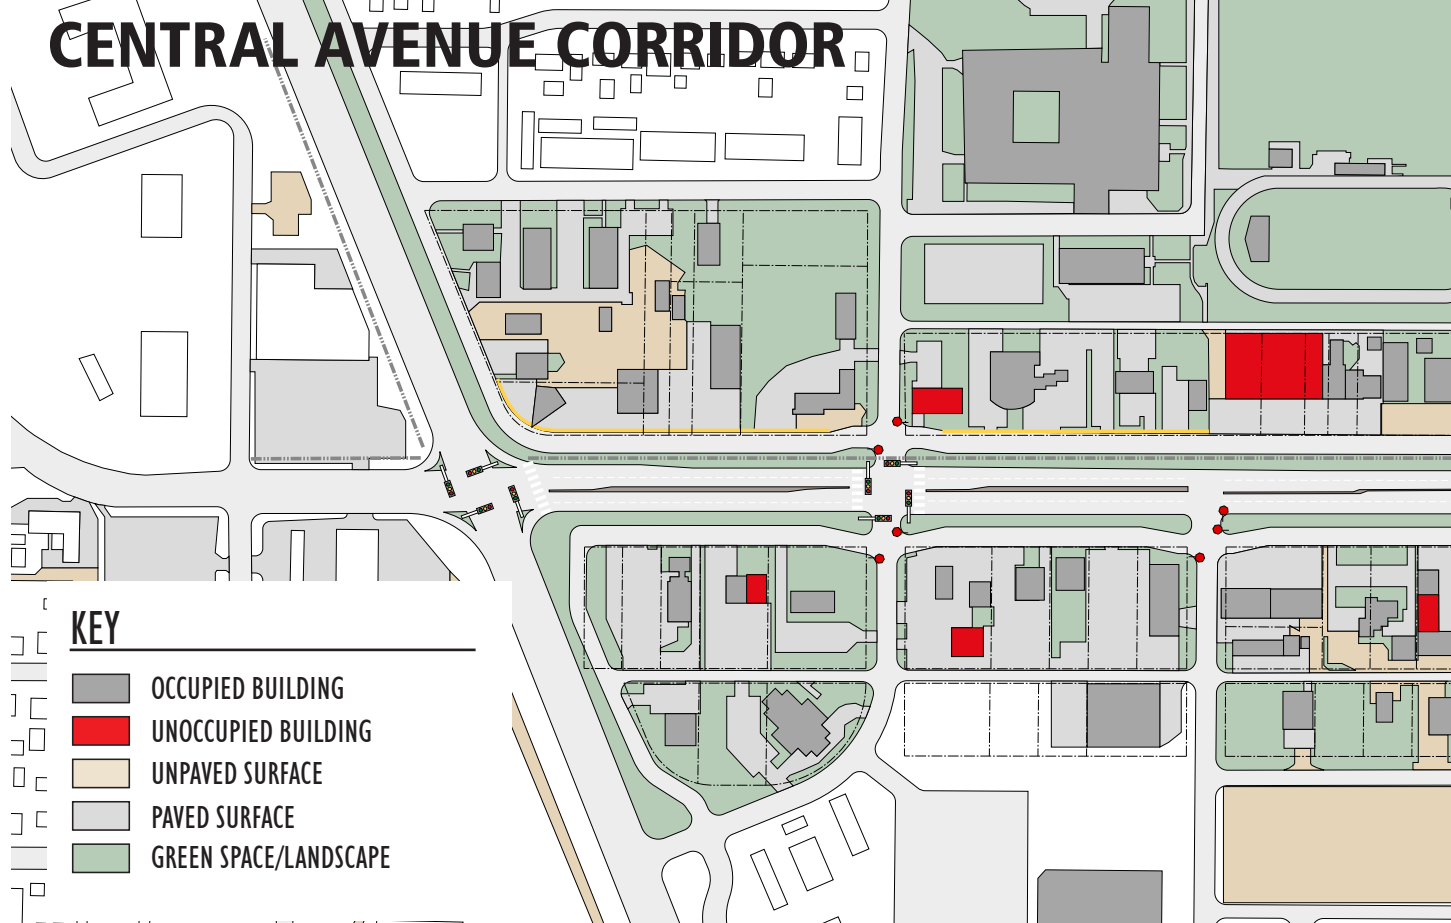 CENTRAL AVENUE CORRIDOR
KEY
OCCUPIED BUILDING
UNOCCUPIED BUILDING
UNPAVED SURFACE
PAVED SURFACE
GREEN SPACE/LANDSCAPE